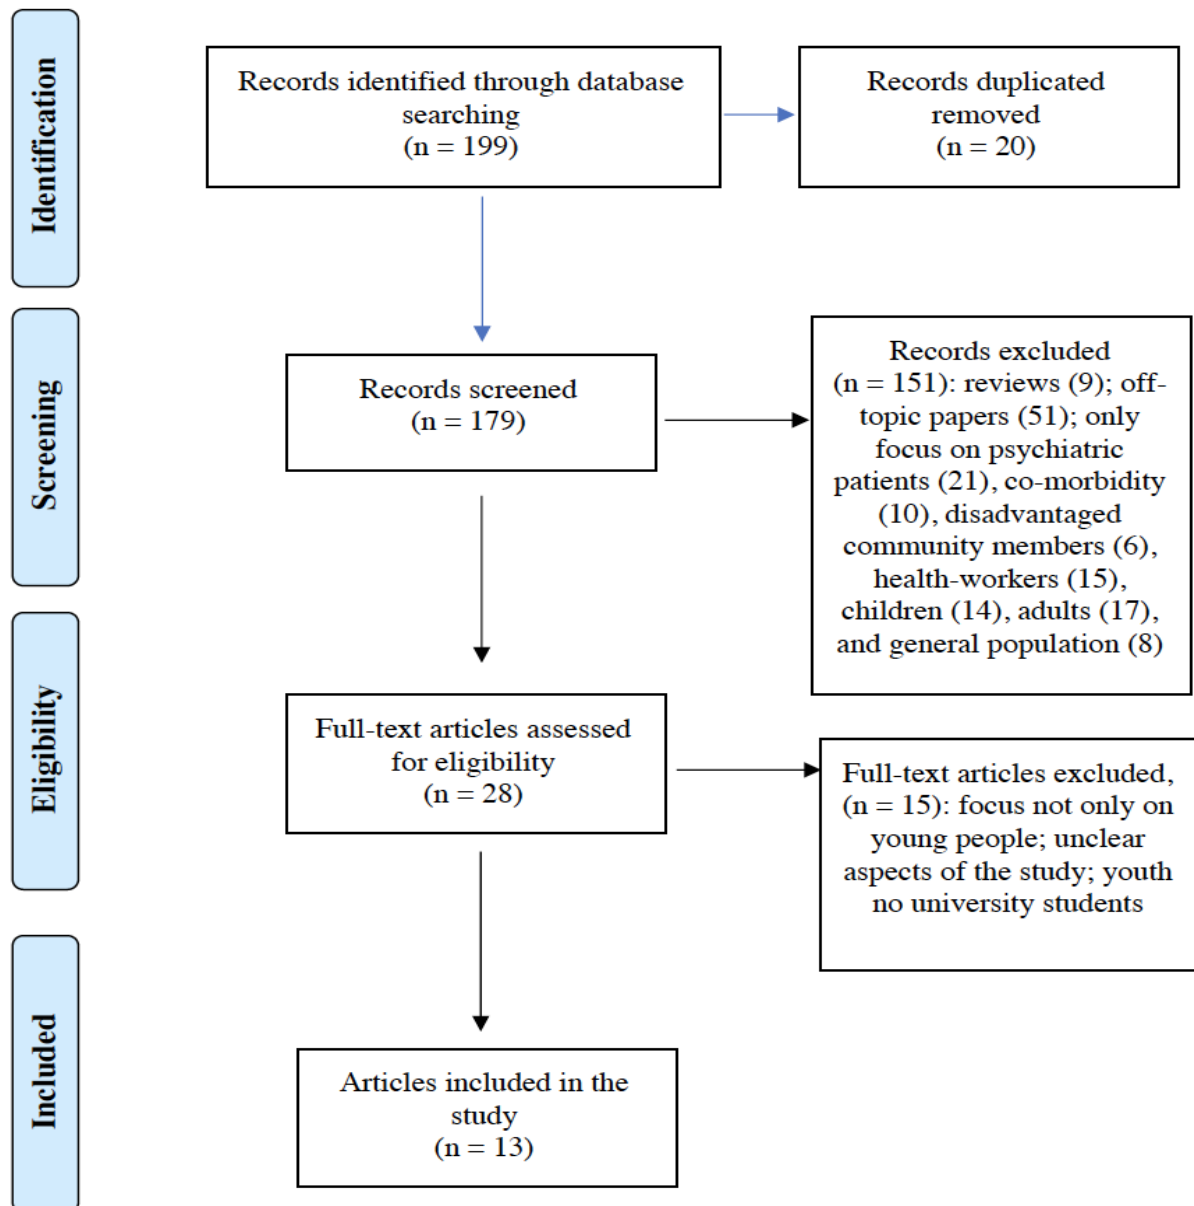 Identification
Records identified through database
searching
(n = 199)
Records duplicated
removed
(n = 20)
Screening
Records screened
(n = 179)
Records excluded
(n = 151): reviews (9); off-
topic papers (51); only
focus on psychiatric
patients (21), co-morbidity
(10), disadvantaged
community members (6),
health-workers (15),
children (14), adults (17),
and general population (8)
Eligibility
Full-text articles assessed
for eligibility
(n = 28)
Full-text articles excluded,
(n = 15): focus not only on
young people; unclear
aspects of the study; youth
no university students
Included
Articles included in the
study
(n = 13)